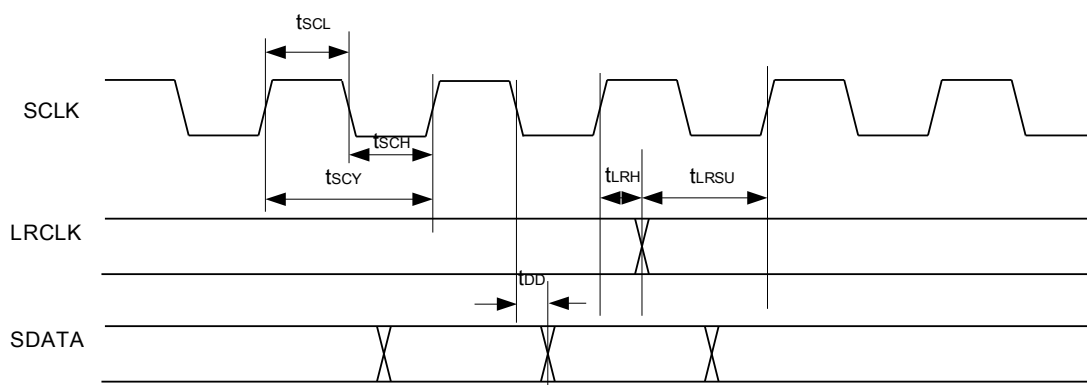 tSCL
SCLK
tSCH
tSCY
tLRH
tLRSU
LRCLK
tDD
SDATA